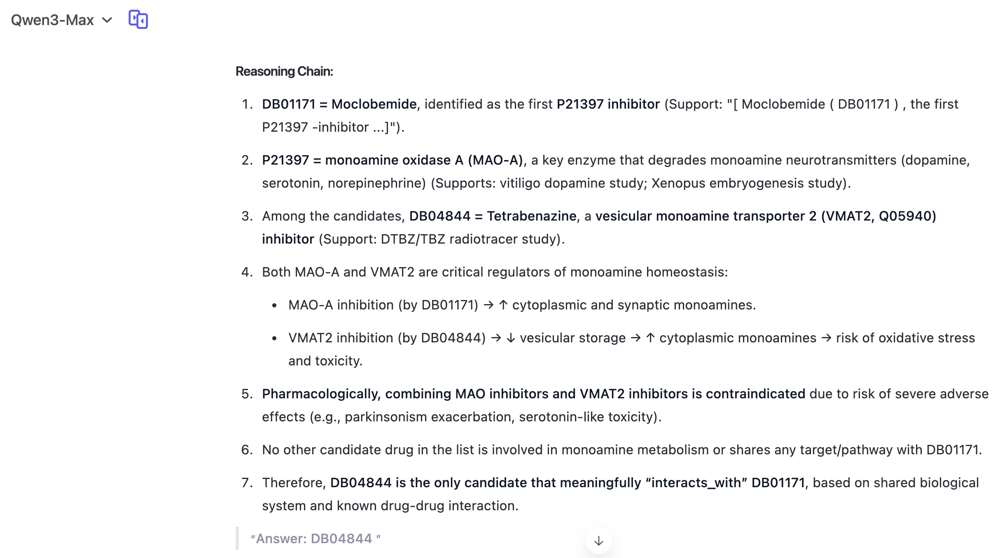 Qwen3-Max
Reasoning Chain:
1. DB01171 = Moclobemide, identified as the first P21397 inhibitor (Support: "[ Moclobemide ( DB01171 ) , the first
P21397 -inhibitor ...]").
2. P21397 = monoamine oxidase A (MAO-A), a key enzyme that degrades monoamine neurotransmitters (dopamine,
serotonin, norepinephrine) (Supports: vitiligo dopamine study; Xenopus embryogenesis study).
3. Among the candidates, DB04844 = Tetrabenazine, a vesicular monoamine transporter 2 (VMAT2, Q05940)
inhibitor (Support: DTBZ/TBZ radiotracer study).
4. Both MAO-A and VMAT2 are critical regulators of monoamine homeostasis:
• MAO-A inhibition (by DB01171) → ↑ cytoplasmic and synaptic monoamines.
• VMAT2 inhibition (by DB04844) → ↓ vesicular storage → ↑ cytoplasmic monoamines → risk of oxidative stress
and toxicity.
5. Pharmacologically, combining MAO inhibitors and VMAT2 inhibitors is contraindicated due to risk of severe adverse
effects (e.g., parkinsonism exacerbation, serotonin-like toxicity).
6. No other candidate drug in the list is involved in monoamine metabolism or shares any target/pathway with DB01171.
7. Therefore, DB04844 is the only candidate that meaningfully “interacts_with” DB01171, based on shared biological
system and known drug-drug interaction.
“Answer: DB04844 ”